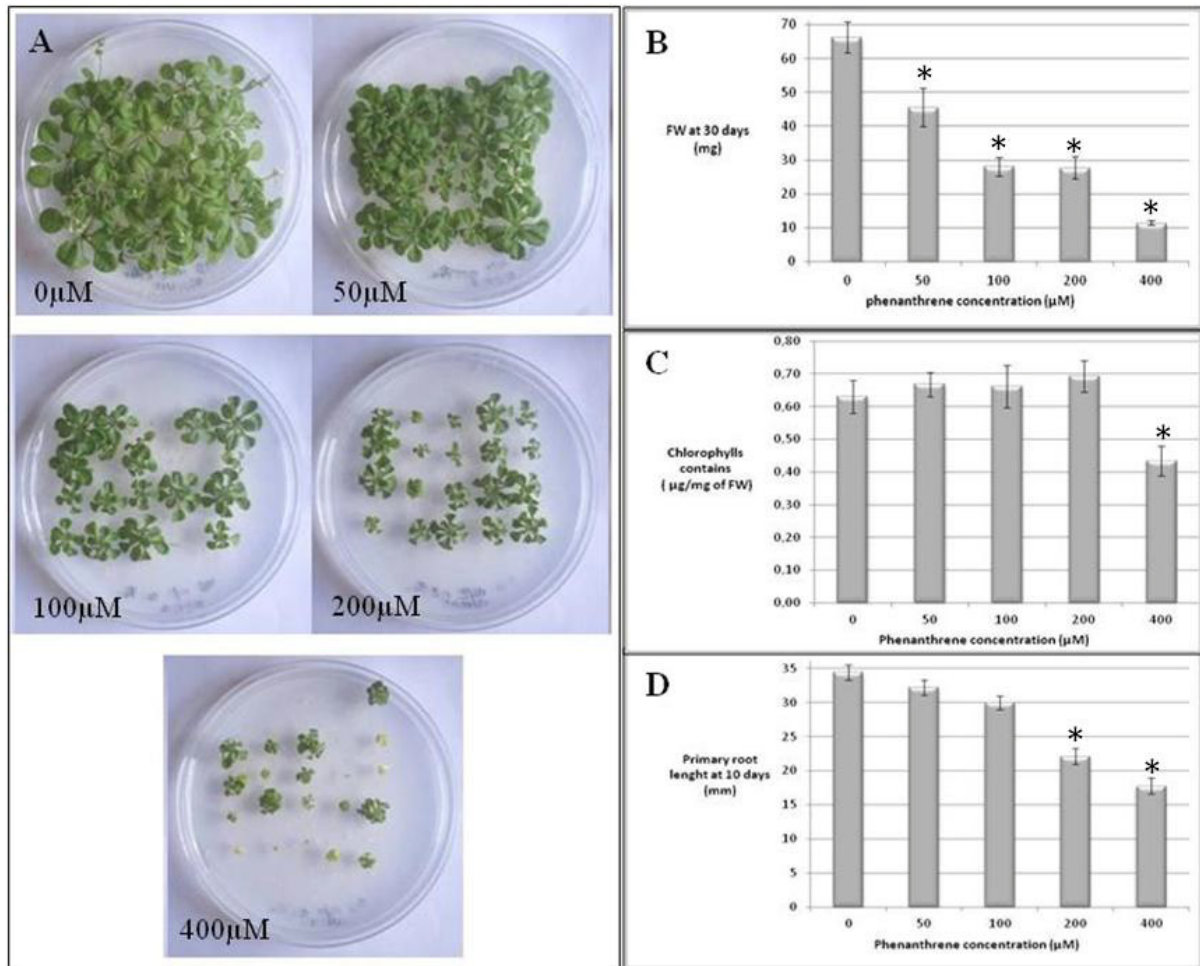 A
0µM
50µM
100µM
200µM
400µM
B
FW at 30 days
(mg)
70
60
50
40
30
20
10
0
*
*
*
*
0 50 100 200 400
phenanthrene concentration (µM)
C
Chlorophylls
contains
( µg/mg of FW)
0,80
0,70
0,60
0,50
0,40
0,30
0,20
0,10
0,00
*
0 50 100 200 400
Phenanthrene concentration (µM)
D
Primary root
lenght at 10 days
(mm)
35
30
25
20
15
10
5
0
*
*
0 50 100 200 400
Phenanthrene concentration (µM)